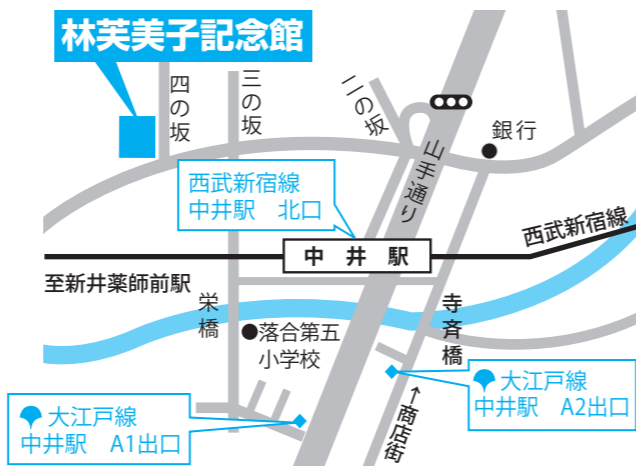 林芙美子記念館
四の坂
三の坂
二の坂
銀行
山手通り
西武新宿線
中井駅 北口
西武新宿線
中井駅
至新井薬師前駅
栄橋
落合第五
小学校
寺斉橋
大江戸線
中井駅 A2出口
大江戸線
中井駅 A1出口
↑商店街